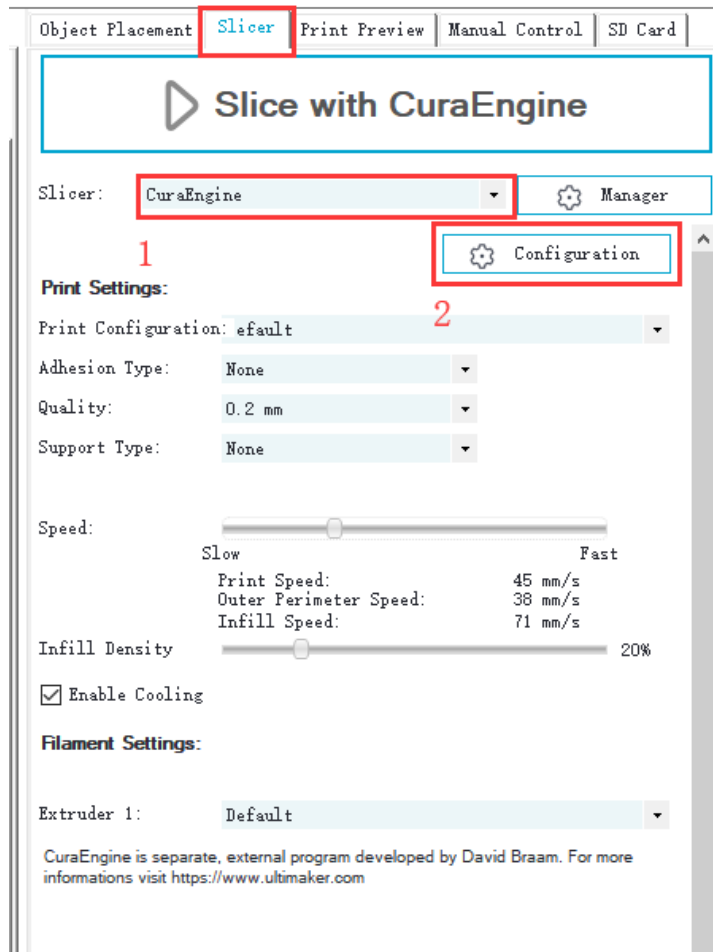 Object Placement Slicer Print Preview Manual Control SD Card
Slice with CuraEngine
Slicer: CuraEngine Manager
1
Configuration
Print Settings:
2
Print Configuration: efault
Adhesion Type: None
Quality: 0.2 mm
Support Type: None
Speed:
Slow Fast
Print Speed: 45 mm/s
Outer Perimeter Speed: 38 mm/s
Infill Speed: 71 mm/s
Infill Density 20%
Enable Cooling
Filament Settings:
Extruder 1: Default
CuraEngine is separate, external program developed by David Braam. For more
informations visit https://www.ultimaker.com